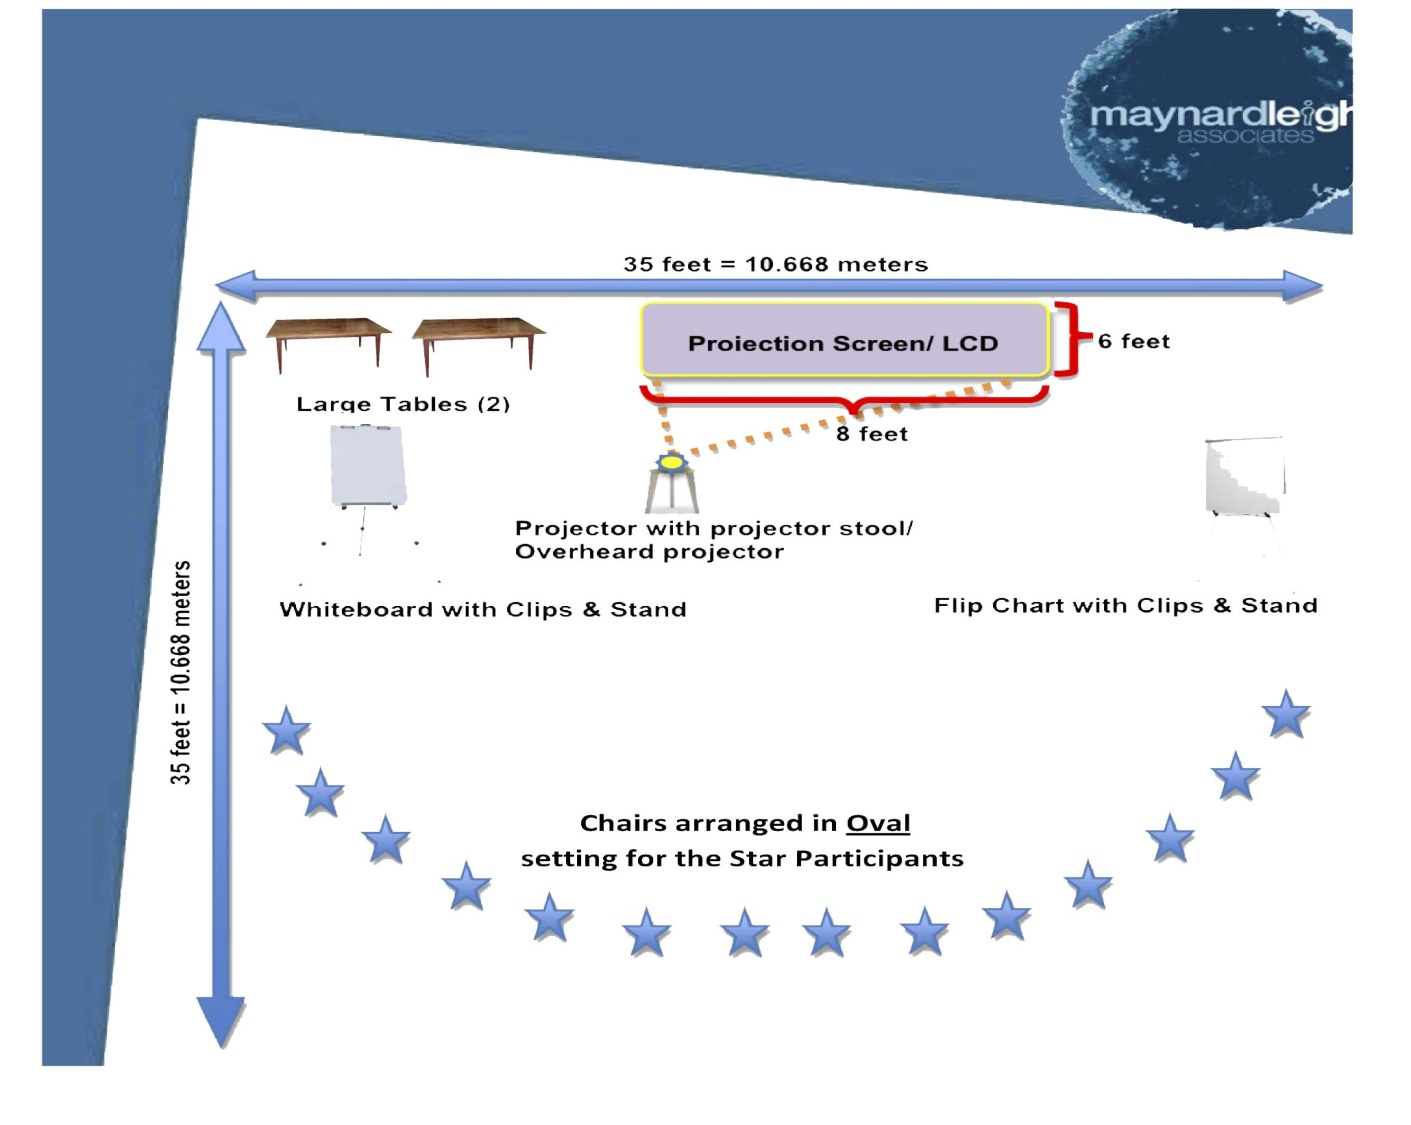 maynardleigh
associates
35 feet = 10.668 meters
Projection Screen/ LCD
6 feet
Large Tables (2)
8 feet
Projector with projector stool/
Overheard projector
35 feet = 10.668 meters
Whiteboard with Clips & Stand
Flip Chart with Clips & Stand
Chairs arranged in Oval
setting for the Star Participants